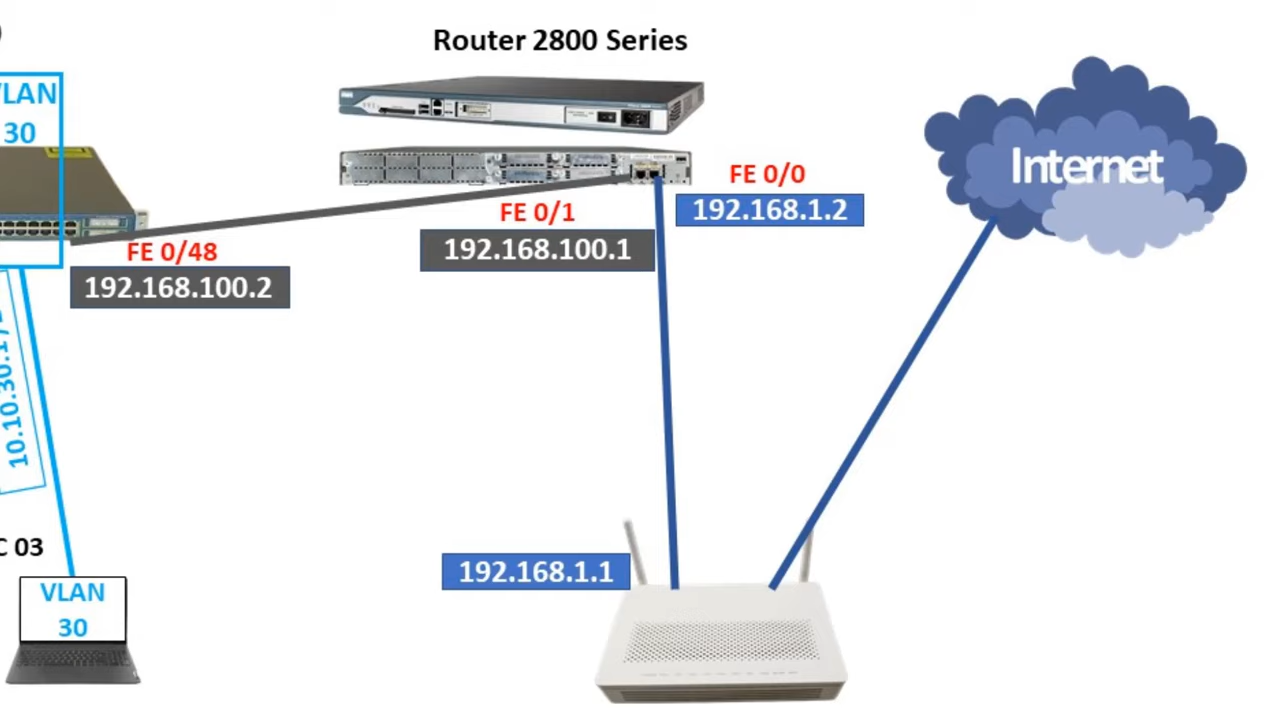 Router 2800 Series
VLAN
30
FE 0/0
192.168.1.2
FE 0/1
192.168.100.1
FE 0/48
192.168.100.2
Internet
10.10.30.1/
C 03
VLAN
30
192.168.1.1